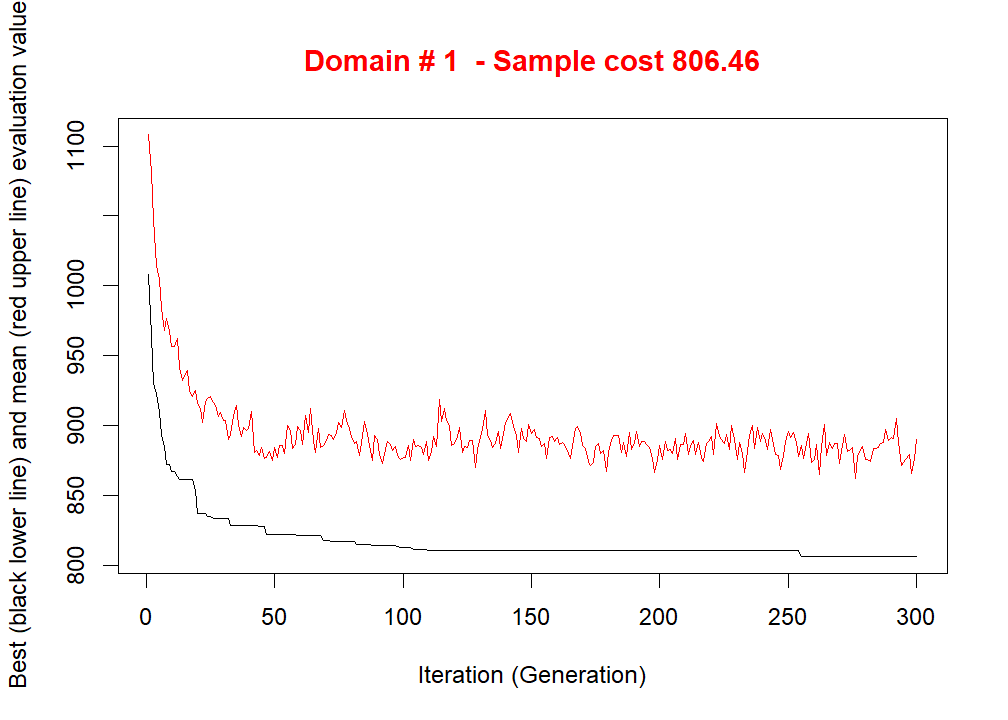 Domain # 1 - Sample cost 806.46
Best (black lower line) and mean (red upper line) evaluation value
1100
1000
950
900
850
800
0 50 100 150 200 250 300
Iteration (Generation)